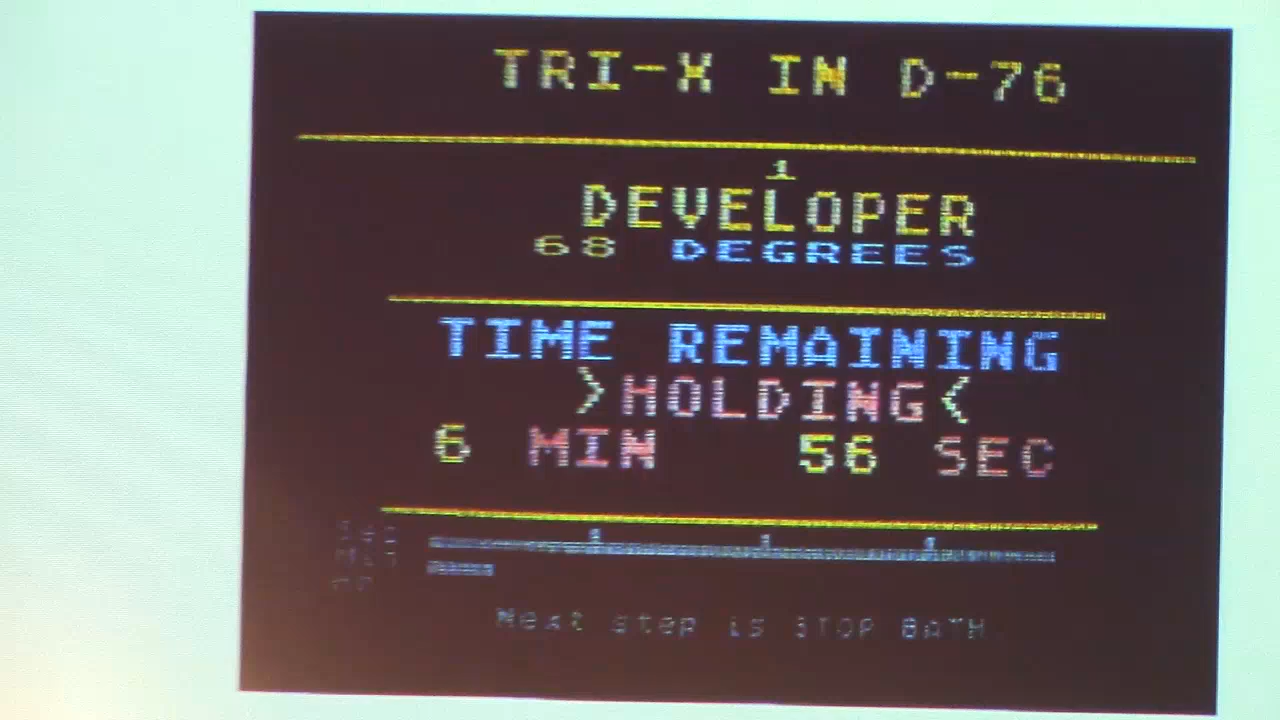 TRI-X IN D-76
1
DEVELOPER
68 DEGREES
TIME REMAINING
>HOLDING<
6 MIN 56 SEC
SEC
Next step is STOP BATH